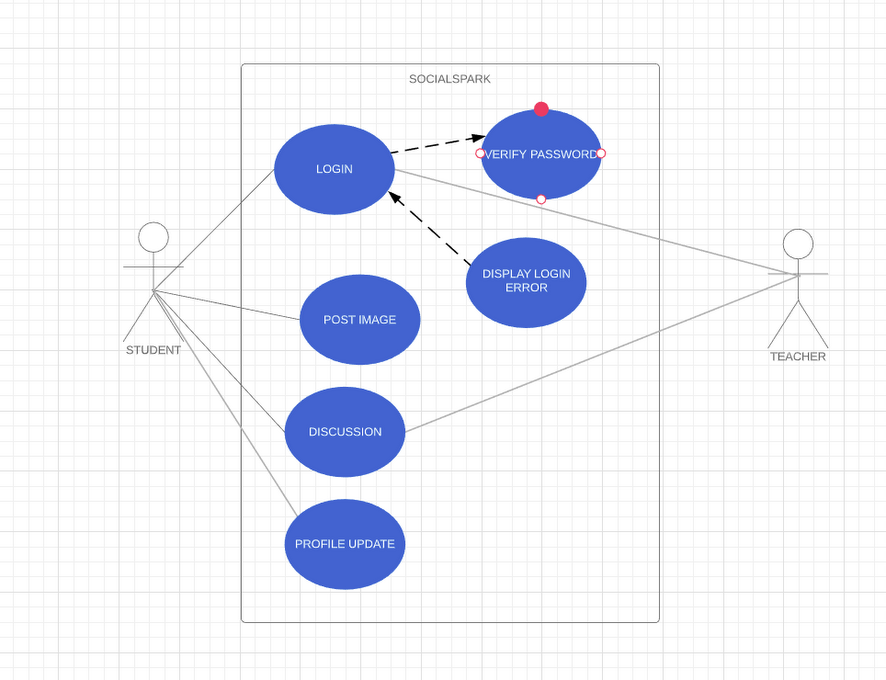 SOCIALSPARK
LOGIN
VERIFY PASSWORD
DISPLAY LOGIN
ERROR
POST IMAGE
STUDENT
TEACHER
DISCUSSION
PROFILE UPDATE